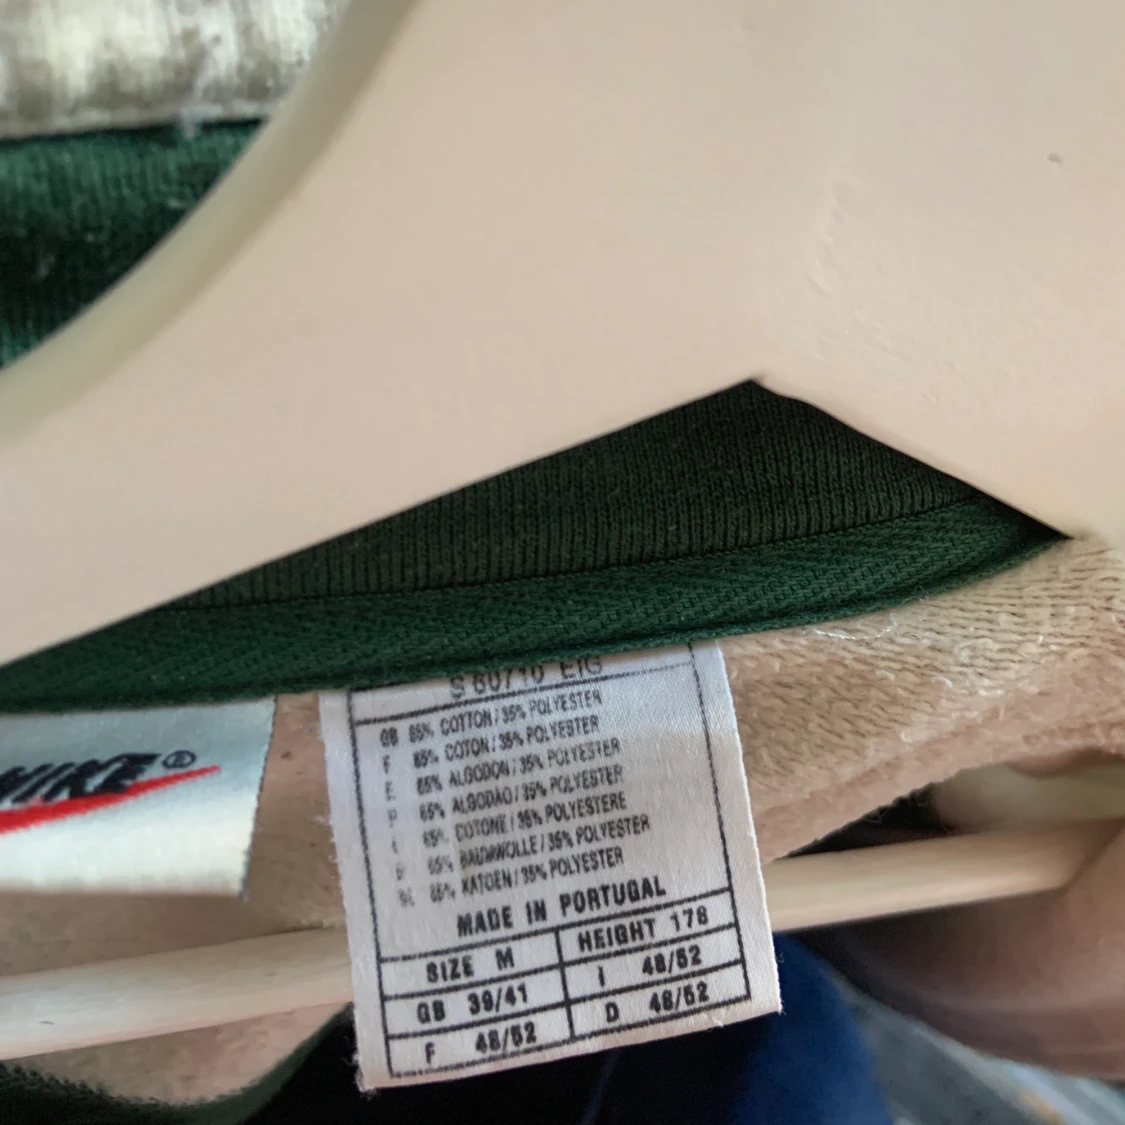 NIKE®
S 60710 EIG
GB 65% COTTON / 35% POLYESTER
F 65% COTON / 35% POLYESTER
E 65% ALGODON / 35% POLYESTER
P 65% ALGODÃO / 35% POLYESTER
I 65% COTONE / 35% POLYESTERE
D 65% BAUMWOLLE / 35% POLYESTER
NL 65% KATOEN / 35% POLYESTER
MADE IN PORTUGAL
SIZE M HEIGHT 178
GB 39/41 I 48/52
F 48/52 D 48/52